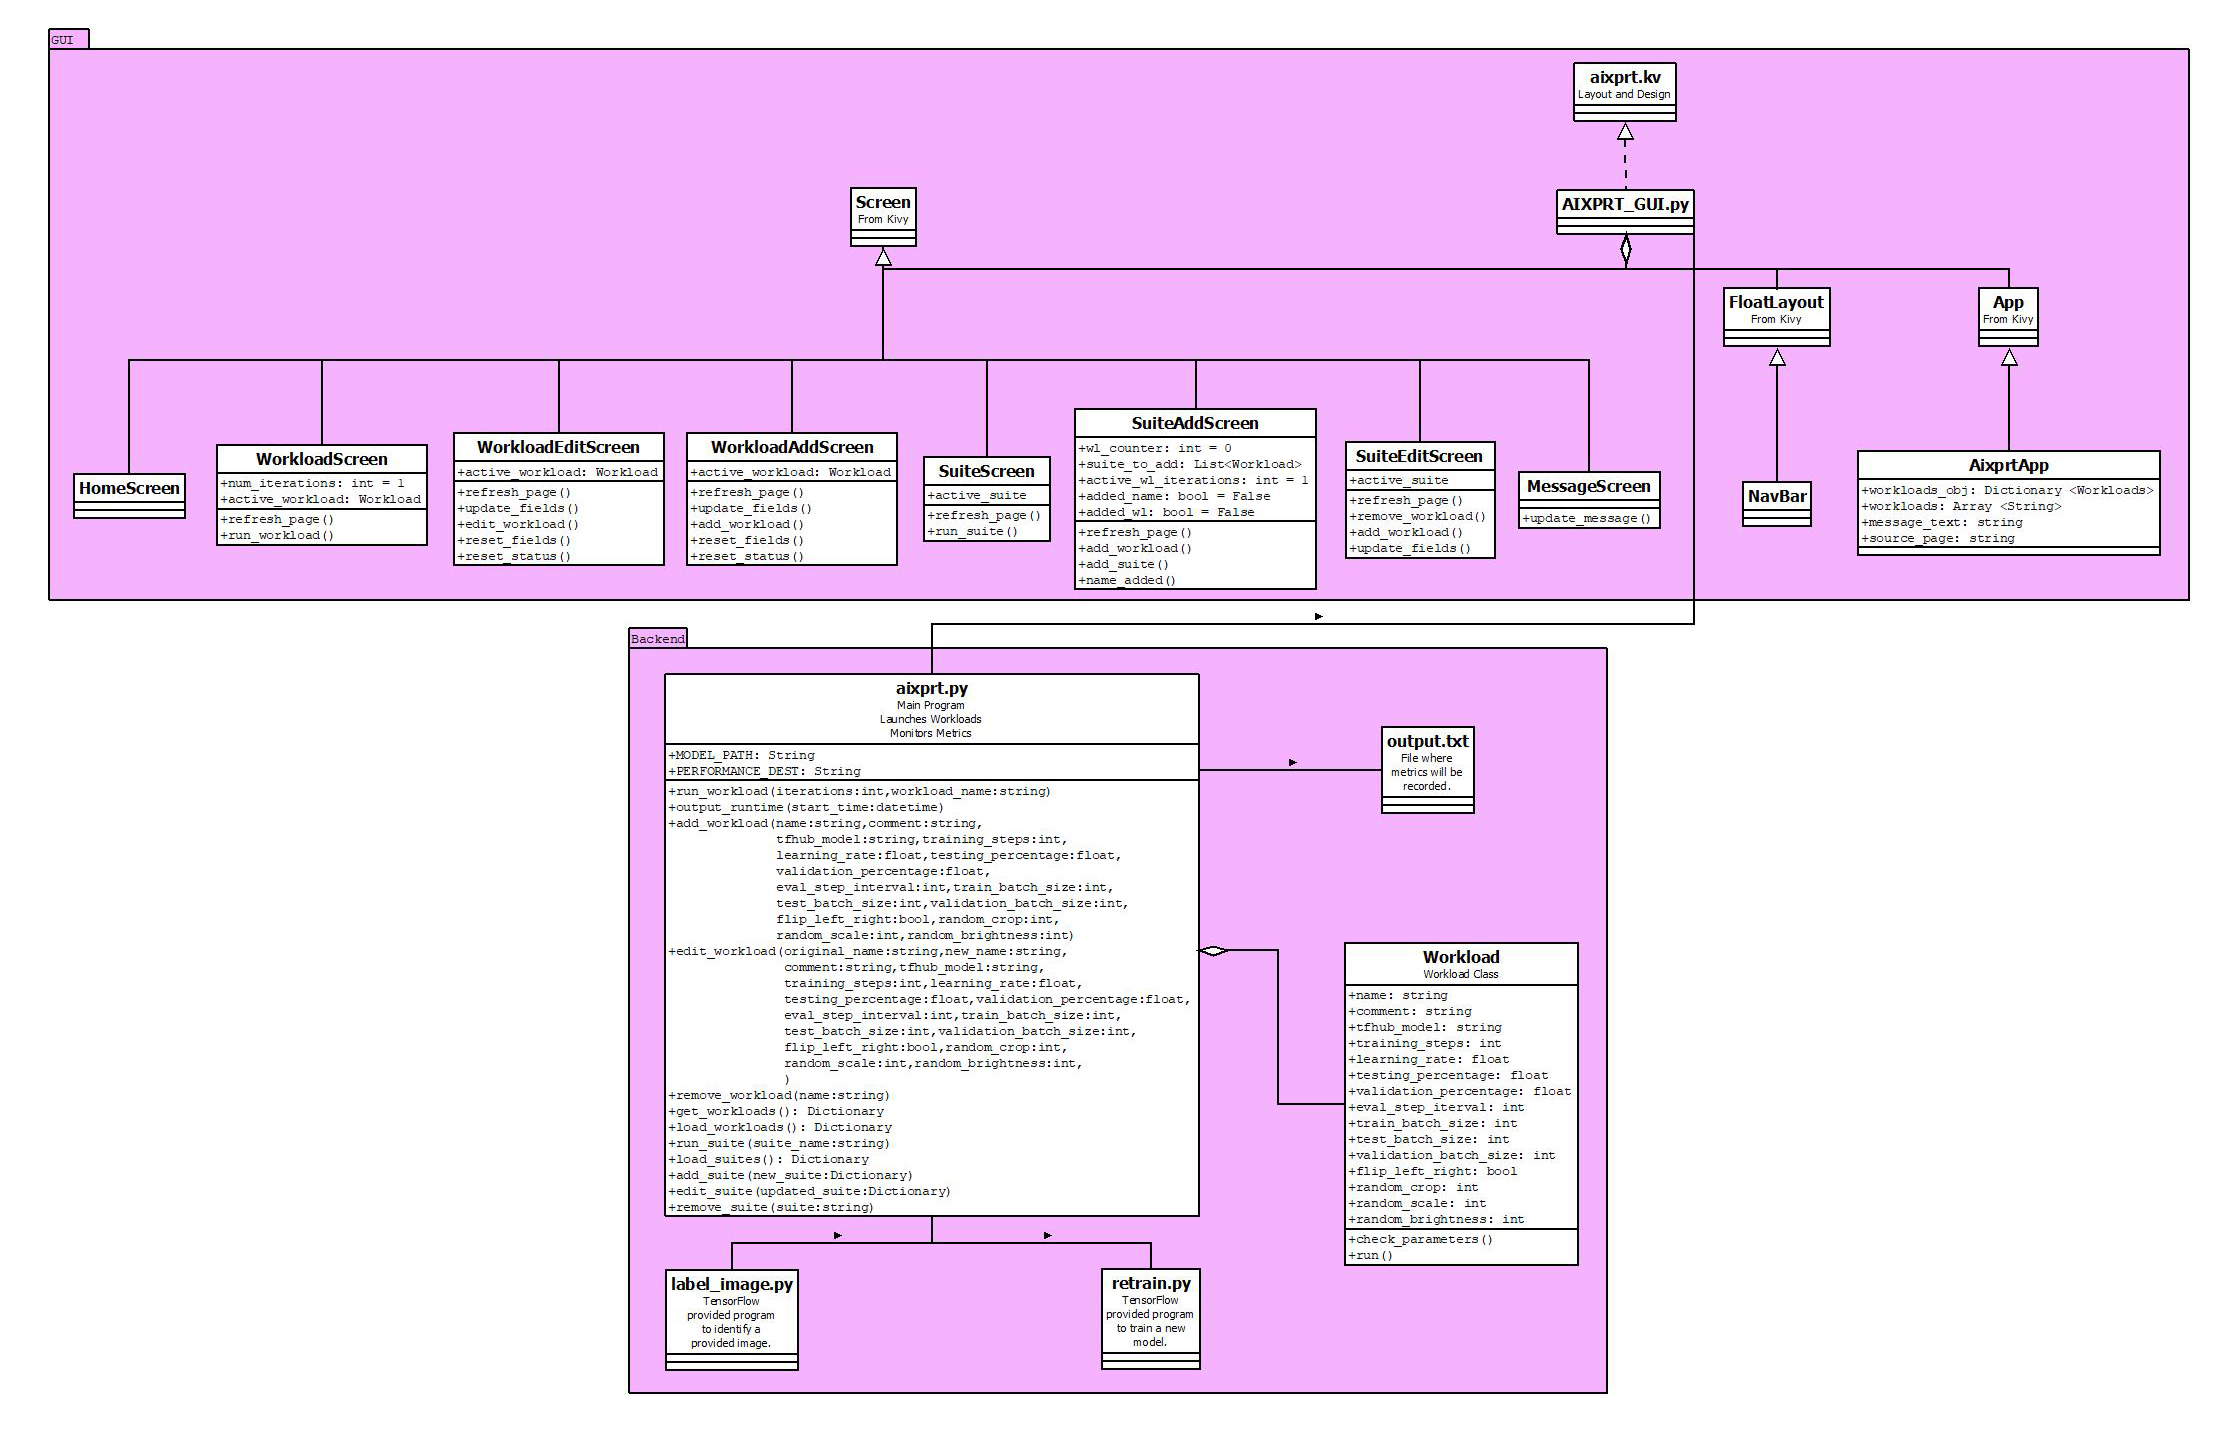 GUI
aixprt.kv
Layout and Design
Screen
From Kivy
AIXPRT_GUI.py
FloatLayout
From Kivy
App
From Kivy
HomeScreen
WorkloadScreen
+num_iterations: int = 1
+active_workload: Workload
+refresh_page()
+run_workload()
WorkloadEditScreen
+active_workload: Workload
+refresh_page()
+update_fields()
+edit_workload()
+reset_fields()
+reset_status()
WorkloadAddScreen
+active_workload: Workload
+refresh_page()
+update_fields()
+add_workload()
+reset_fields()
+reset_status()
SuiteScreen
+active_suite
+refresh_page()
+run_suite()
SuiteAddScreen
+wl_counter: int = 0
+suite_to_add: List<Workload>
+active_wl_iterations: int = 1
+added_name: bool = False
+added_wl: bool = False
+refresh_page()
+add_workload()
+add_suite()
+name_added()
SuiteEditScreen
+active_suite
+refresh_page()
+remove_workload()
+add_workload()
+update_fields()
MessageScreen
+update_message()
NavBar
AixprtApp
+workloads_obj: Dictionary <Workloads>
+workloads: Array <String>
+message_text: string
+source_page: string
Backend
aixprt.py
Main Program
Launches Workloads
Monitors Metrics
+MODEL_PATH: String
+PERFORMANCE_DEST: String
+run_workload(iterations:int,workload_name:string)
+output_runtime(start_time:datetime)
+add_workload(name:string,comment:string,
tfhub_model:string,training_steps:int,
learning_rate:float,testing_percentage:float,
validation_percentage:float,
eval_step_interval:int,train_batch_size:int,
test_batch_size:int,validation_batch_size:int,
flip_left_right:bool,random_crop:int,
random_scale:int,random_brightness:int)
+edit_workload(original_name:string,new_name:string,
comment:string,tfhub_model:string,
training_steps:int,learning_rate:float,
testing_percentage:float,validation_percentage:float,
eval_step_interval:int,train_batch_size:int,
test_batch_size:int,validation_batch_size:int,
flip_left_right:bool,random_crop:int,
random_scale:int,random_brightness:int,
)
+remove_workload(name:string)
+get_workloads(): Dictionary
+load_workloads(): Dictionary
+run_suite(suite_name:string)
+load_suites(): Dictionary
+add_suite(new_suite:Dictionary)
+edit_suite(updated_suite:Dictionary)
+remove_suite(suite:string)
output.txt
File where
metrics will be
recorded.
Workload
Workload Class
+name: string
+comment: string
+tfhub_model: string
+training_steps: int
+learning_rate: float
+testing_percentage: float
+validation_percentage: float
+eval_step_iterval: int
+train_batch_size: int
+test_batch_size: int
+validation_batch_size: int
+flip_left_right: bool
+random_crop: int
+random_scale: int
+random_brightness: int
+check_parameters()
+run()
label_image.py
TensorFlow
provided program
to identify a
provided image.
retrain.py
TensorFlow
provided program
to train a new
model.